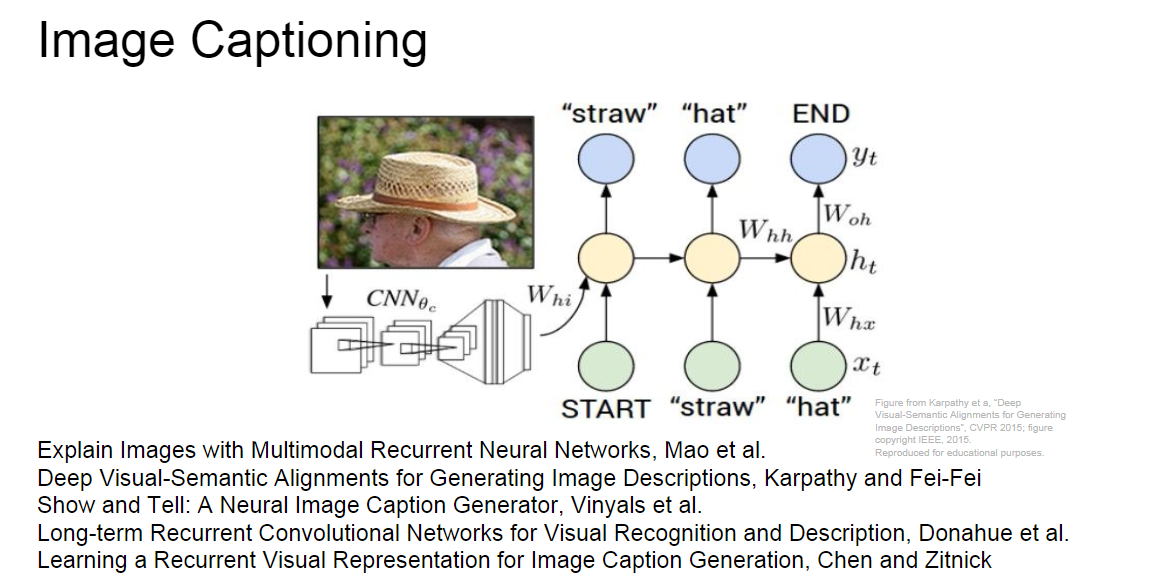 Image Captioning
“straw” “hat” END
y_t
W_oh
W_hh
h_t
CNN_θc
W_hi
W_hx
x_t
START “straw” “hat”
Figure from Karpathy et a, “Deep
Visual-Semantic Alignments for Generating
Image Descriptions”, CVPR 2015; figure
copyright IEEE, 2015.
Reproduced for educational purposes.
Explain Images with Multimodal Recurrent Neural Networks, Mao et al.
Deep Visual-Semantic Alignments for Generating Image Descriptions, Karpathy and Fei-Fei
Show and Tell: A Neural Image Caption Generator, Vinyals et al.
Long-term Recurrent Convolutional Networks for Visual Recognition and Description, Donahue et al.
Learning a Recurrent Visual Representation for Image Caption Generation, Chen and Zitnick